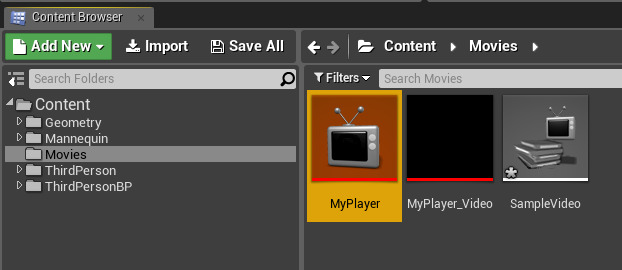 Content Browser
Add New Import Save All Content Movies
Search Folders Filters Search Movies
Content
Geometry
Mannequin
Movies
ThirdPerson
ThirdPersonBP
MyPlayer MyPlayer_Video SampleVideo